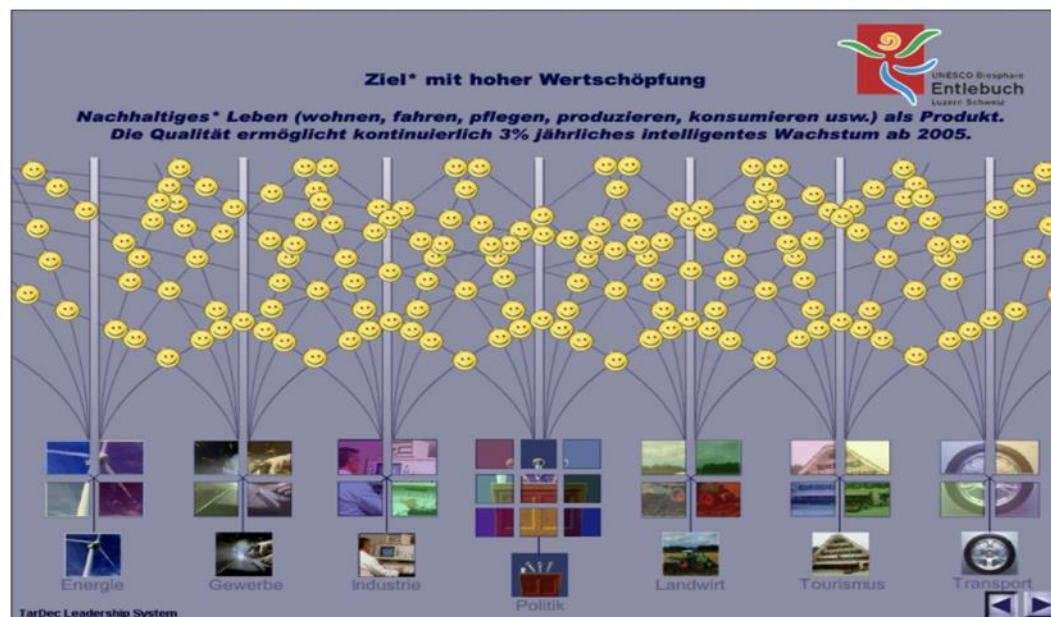 Ziel* mit hoher Wertschöpfung
UNESCO Biosphäre
Entlebuch
Luzern Schweiz
Nachhaltiges* Leben (wohnen, fahren, pflegen, produzieren, konsumieren usw.) als Produkt.
Die Qualität ermöglicht kontinuierlich 3% jährliches intelligentes Wachstum ab 2005.
Energie
Gewerbe
Industrie
Politik
Landwirt
Tourismus
Transport
TarDec Leadership System